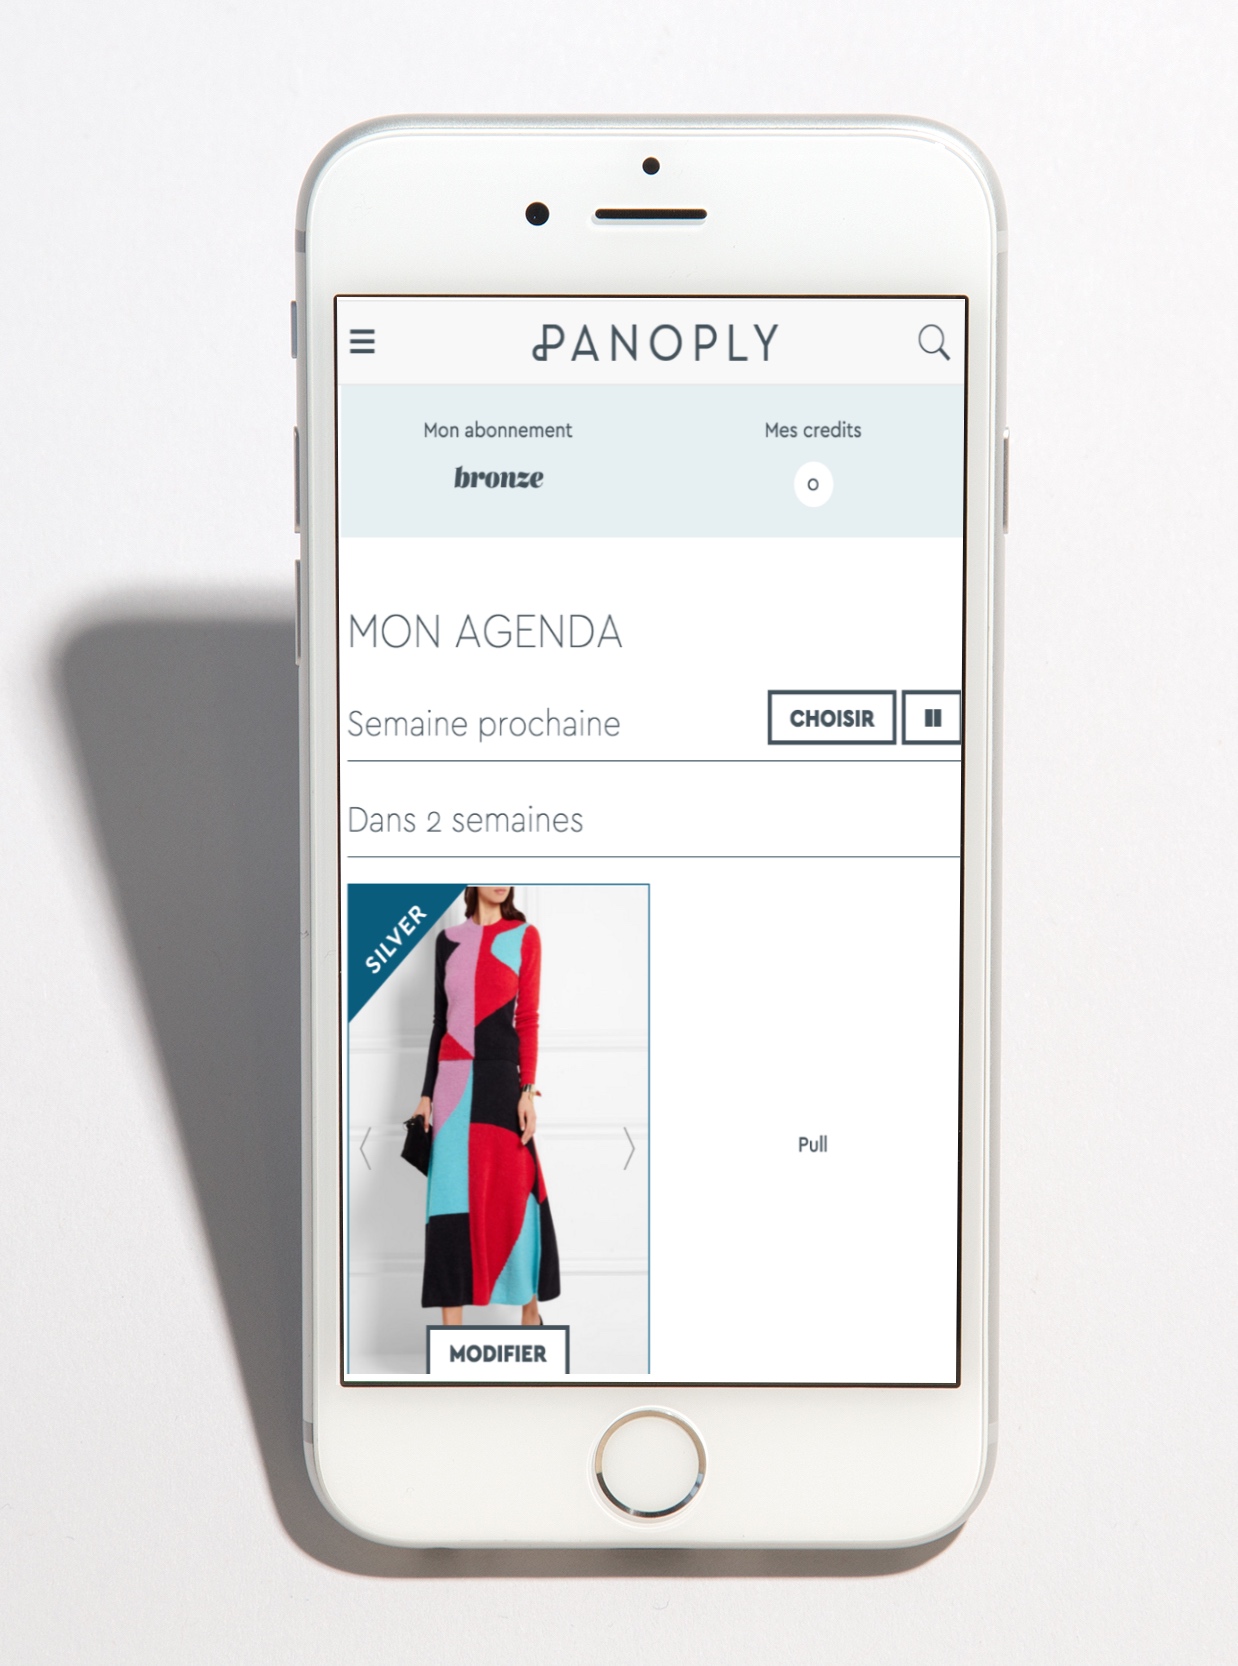 PANOPLY
Mon abonnement
Mes credits
bronze
0
MON AGENDA
Semaine prochaine
CHOISIR
Dans 2 semaines
SILVER
Pull
MODIFIER